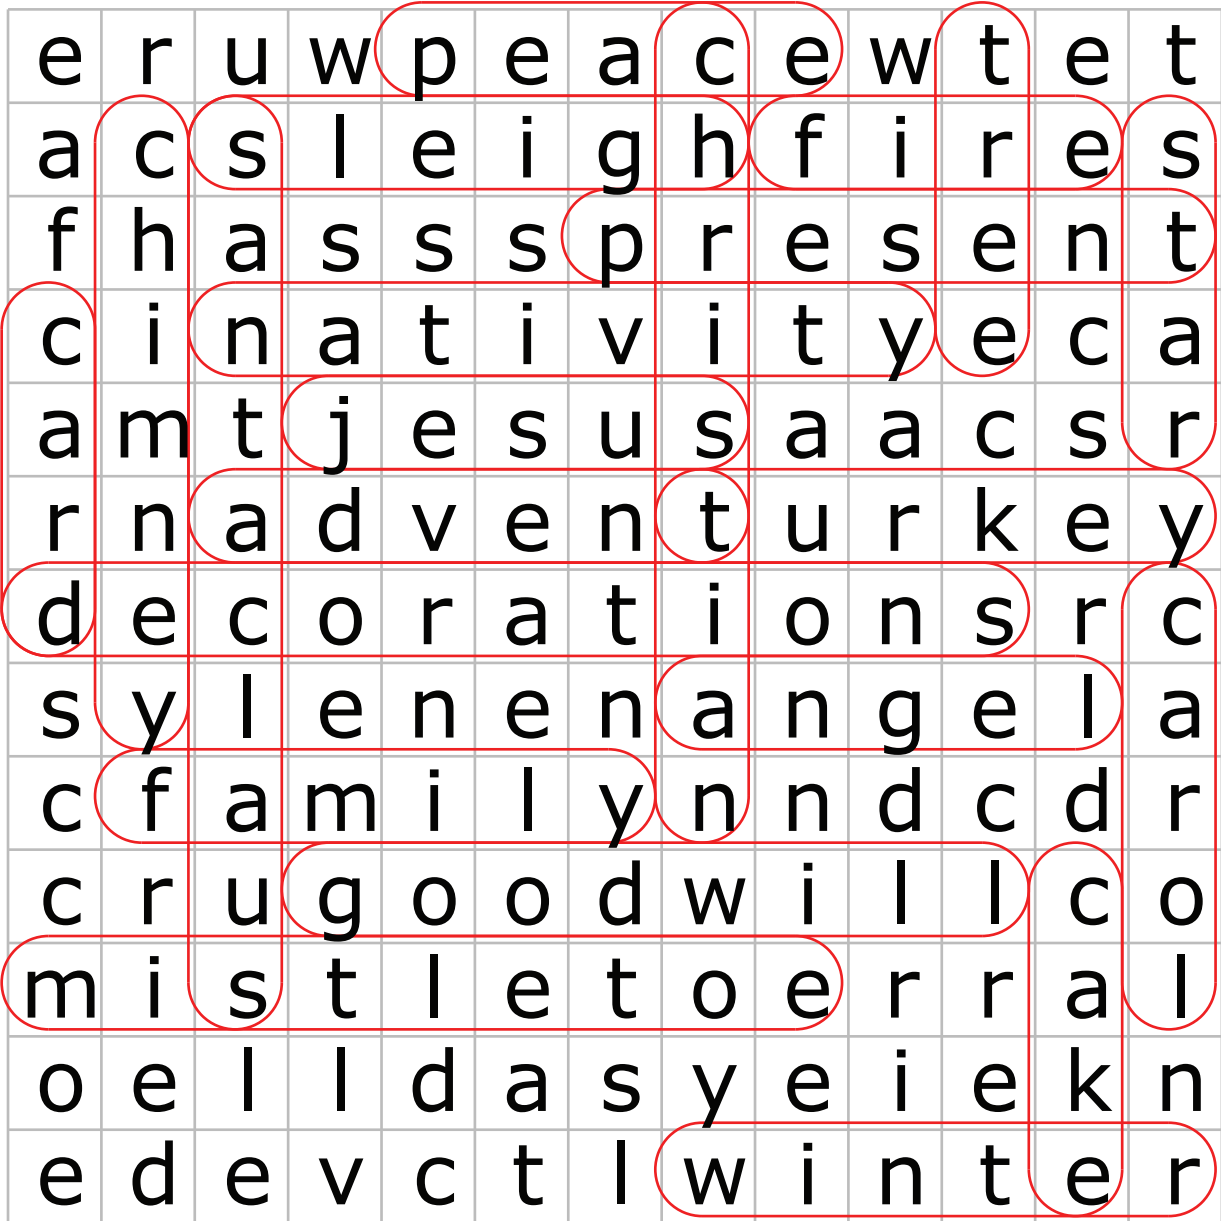 e r u w p e a c e w t e t
a c s l e i g h f i r e s
f h a s s s p r e s e n t
c i n a t i v i t y e c a
a m t j e s u s a a c s r
r n a d v e n t u r k e y
d e c o r a t i o n s r c
s y l e n e n a n g e l a
c f a m i l y n n d c d r
c r u g o o d w i l l c o
m i s t l e t o e r r a l
o e l l d a s y e i e k n
e d e v c t l w i n t e r